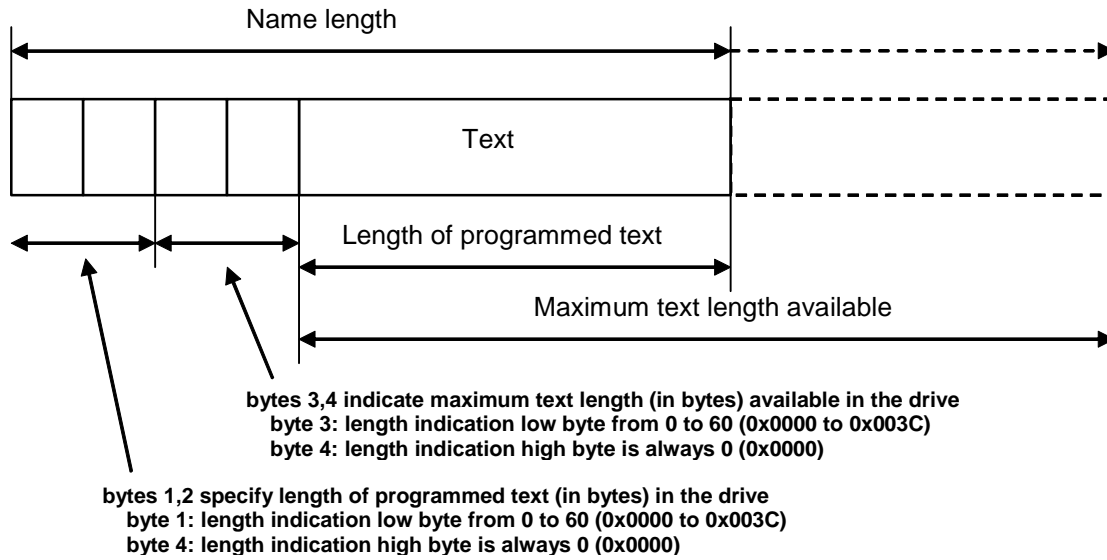 Name length
Text
Length of programmed text
Maximum text length available
bytes 3,4 indicate maximum text length (in bytes) available in the drive
byte 3: length indication low byte from 0 to 60 (0x0000 to 0x003C)
byte 4: length indication high byte is always 0 (0x0000)
bytes 1,2 specify length of programmed text (in bytes) in the drive
byte 1: length indication low byte from 0 to 60 (0x0000 to 0x003C)
byte 4: length indication high byte is always 0 (0x0000)